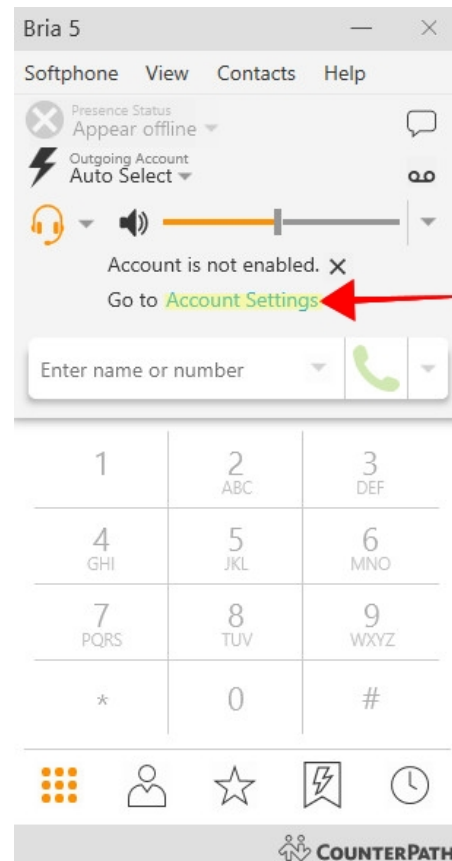 Bria 5
Softphone View Contacts Help
Presence Status
Appear offline
Outgoing Account
Auto Select
Account is not enabled.
Go to Account Settings
Enter name or number
1 2 3
ABC DEF
4 5 6
GHI JKL MNO
7 8 9
PQRS TUV WXYZ
* 0 #
COUNTERPATH